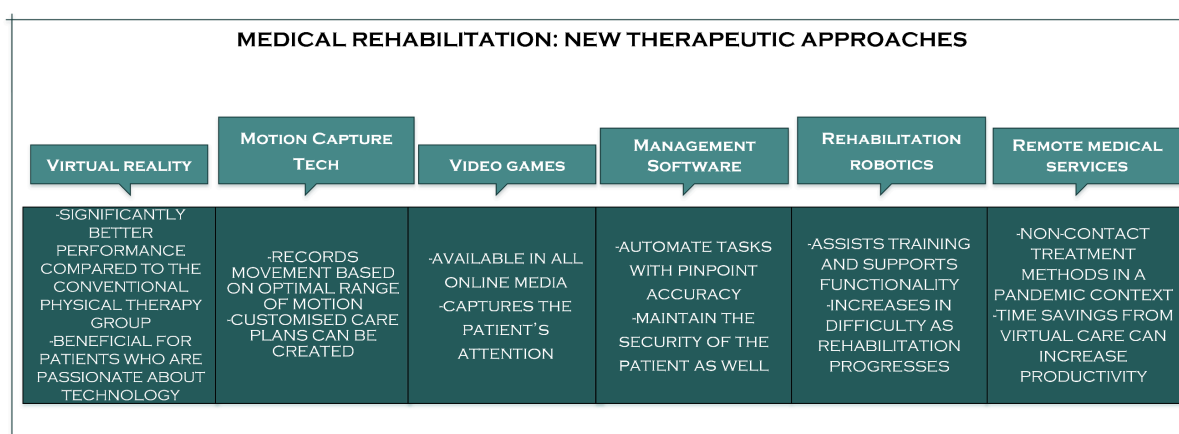 MEDICAL REHABILITATION: NEW THERAPEUTIC APPROACHES
VIRTUAL REALITY
-SIGNIFICANTLY
BETTER
PERFORMANCE
COMPARED TO THE
CONVENTIONAL
PHYSICAL THERAPY
GROUP
-BENEFICIAL FOR
PATIENTS WHO ARE
PASSIONATE ABOUT
TECHNOLOGY
MOTION CAPTURE
TECH
-RECORDS
MOVEMENT BASED
ON OPTIMAL RANGE
OF MOTION
-CUSTOMISED CARE
PLANS CAN BE
CREATED
VIDEO GAMES
-AVAILABLE IN ALL
ONLINE MEDIA
-CAPTURES THE
PATIENT'S
ATTENTION
MANAGEMENT
SOFTWARE
-AUTOMATE TASKS
WITH PINPOINT
ACCURACY
-MAINTAIN THE
SECURITY OF THE
PATIENT AS WELL
REHABILITATION
ROBOTICS
-ASSISTS TRAINING
AND SUPPORTS
FUNCTIONALITY
-INCREASES IN
DIFFICULTY AS
REHABILITATION
PROGRESSES
REMOTE MEDICAL
SERVICES
-NON-CONTACT
TREATMENT
METHODS IN A
PANDEMIC CONTEXT
-TIME SAVINGS FROM
VIRTUAL CARE CAN
INCREASE
PRODUCTIVITY